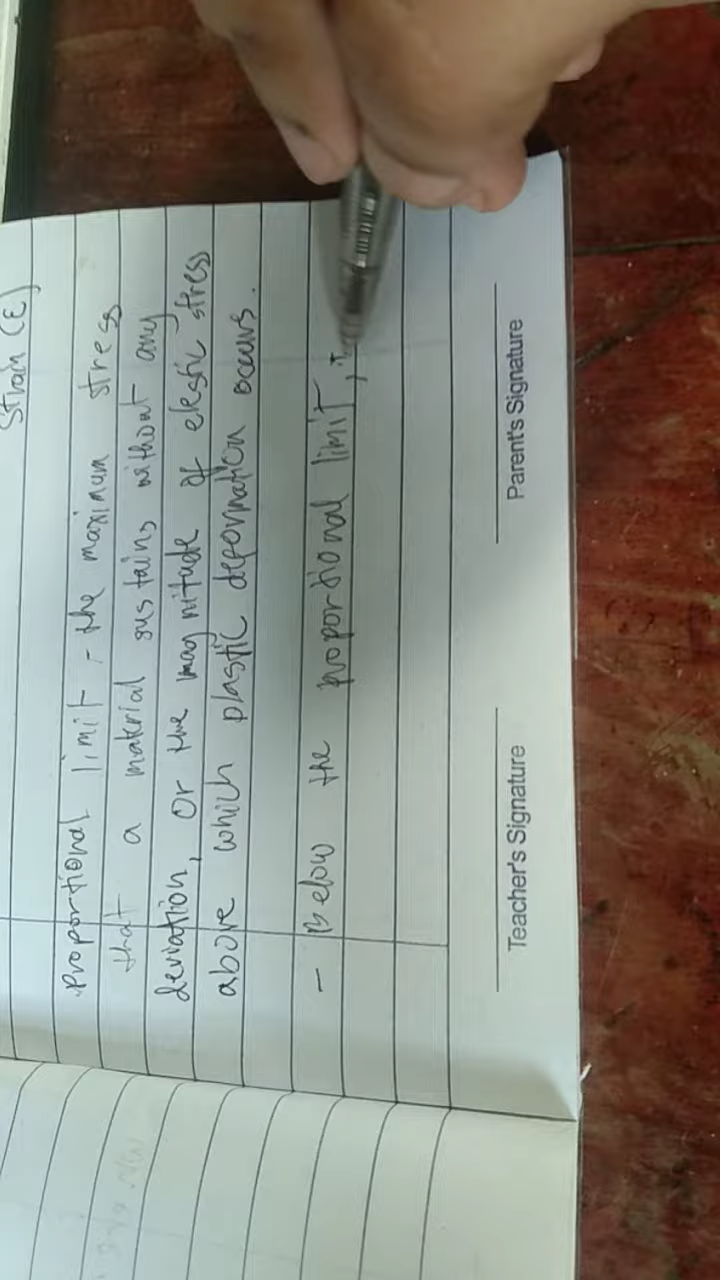 Strain (ε)
Proportional limit - the maximum stress
that a material sustains without any
deviation, or the magnitude of elastic stress
above which plastic deformation occurs.
- Below the proportional limit,
Teacher's Signature
Parent's Signature